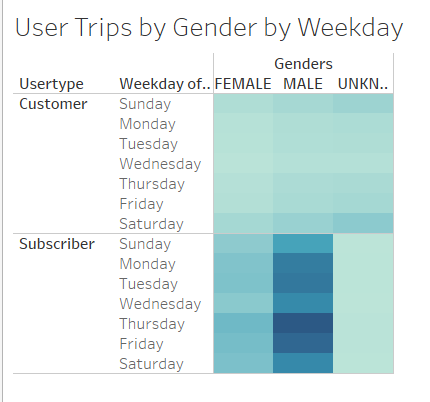 User Trips by Gender by Weekday
Genders
Usertype Weekday of.. FEMALE MALE UNKN..
Customer Sunday
Monday
Tuesday
Wednesday
Thursday
Friday
Saturday
Subscriber Sunday
Monday
Tuesday
Wednesday
Thursday
Friday
Saturday